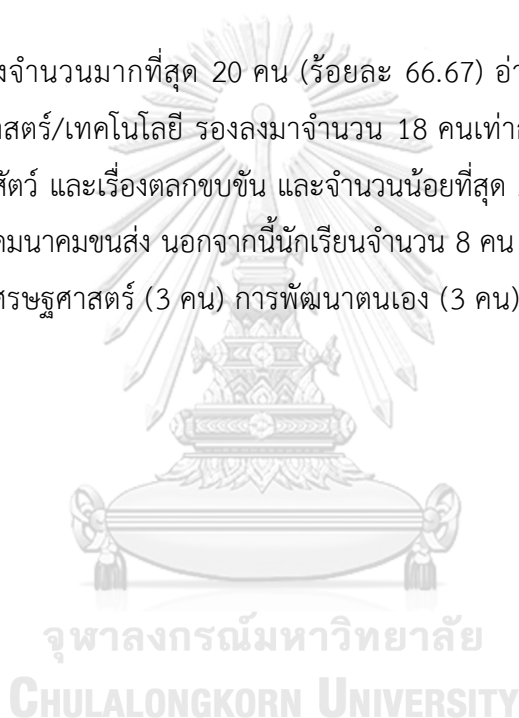 งจำนวนมากที่สุด 20 คน (ร้อยละ 66.67) อ่า
าสตร์/เทคโนโลยี รองลงมาจำนวน 18 คนเท่าก
สัตว์ และเรื่องตลกขบขัน และจำนวนน้อยที่สุด
คมนาคมขนส่ง นอกจากนี้นักเรียนจำนวน 8 คน
ศรษฐศาสตร์ (3 คน) การพัฒนาตนเอง (3 คน)
จุฬาลงกรณ์มหาวิทยาลัย
CHULALONGKORN UNIVERSITY